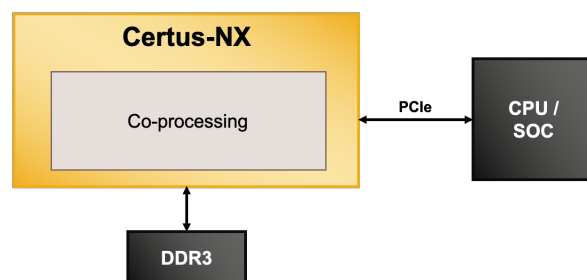 Certus-NX
Co-processing
PCIe
CPU /
SOC
DDR3